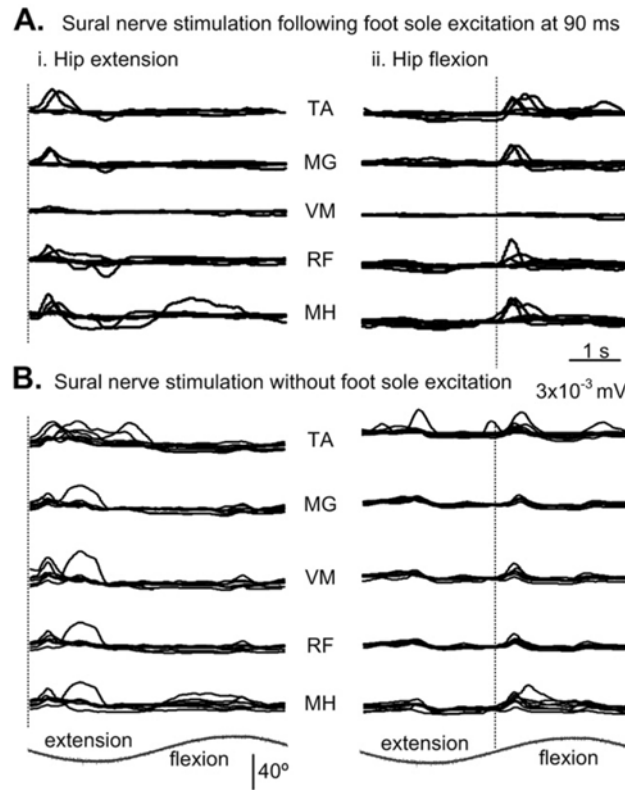 A. Sural nerve stimulation following foot sole excitation at 90 ms
i. Hip extension
ii. Hip flexion
TA
MG
VM
RF
MH
1 s
B. Sural nerve stimulation without foot sole excitation
3x10⁻³ mV
TA
MG
VM
RF
MH
extension
flexion
40º
extension
flexion